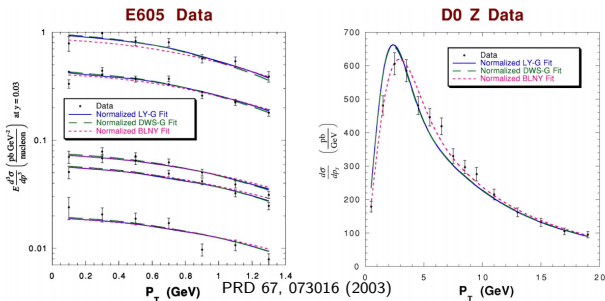 E605 Data
D0 Z Data
E d³σ/dp³ ( pb GeV⁻² / nucleon ) at y = 0.03
1
0.1
0.01
Data
Normalized LY-G Fit
Normalized DWS-G Fit
Normalized BLNY Fit
0 0.2 0.4 0.6 0.8 1 1.2 1.4
P_T (GeV)
dσ/dp_t ( pb / GeV )
700
600
500
400
300
200
100
0
Data
Normalized LY-G Fit
Normalized DWS-G Fit
Normalized BLNY Fit
0 5 10 15 20
P_T (GeV)
PRD 67, 073016 (2003)